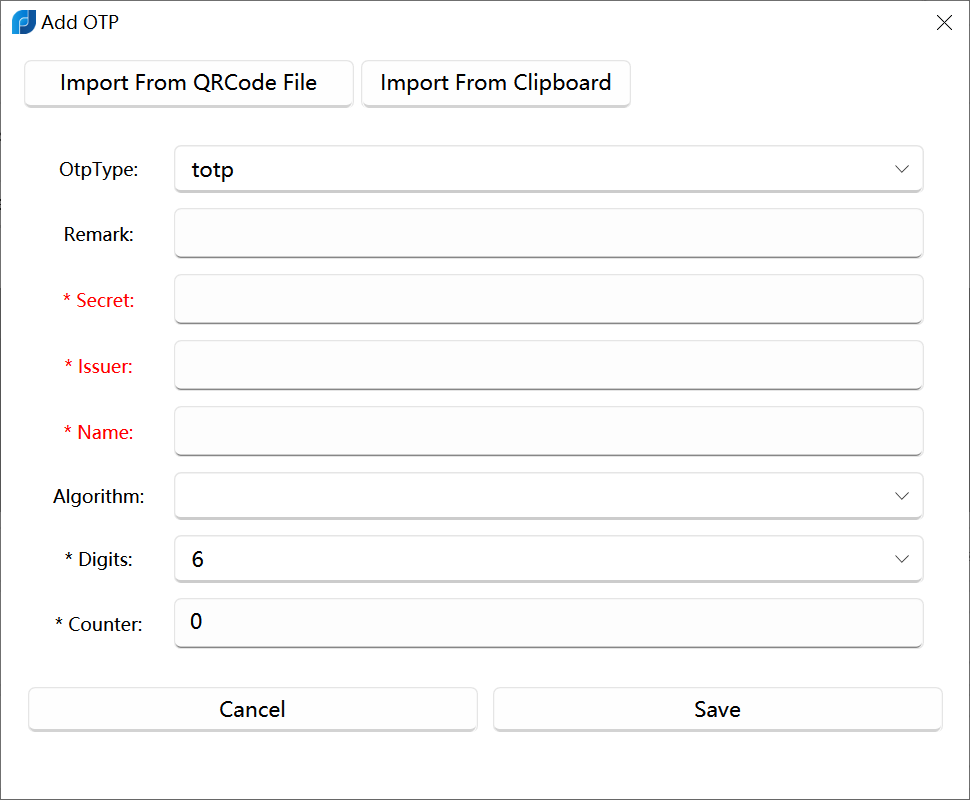 Add OTP
Import From QRCode File
Import From Clipboard
OtpType:
totp
Remark:
* Secret:
* Issuer:
* Name:
Algorithm:
* Digits:
6
* Counter:
0
Cancel
Save